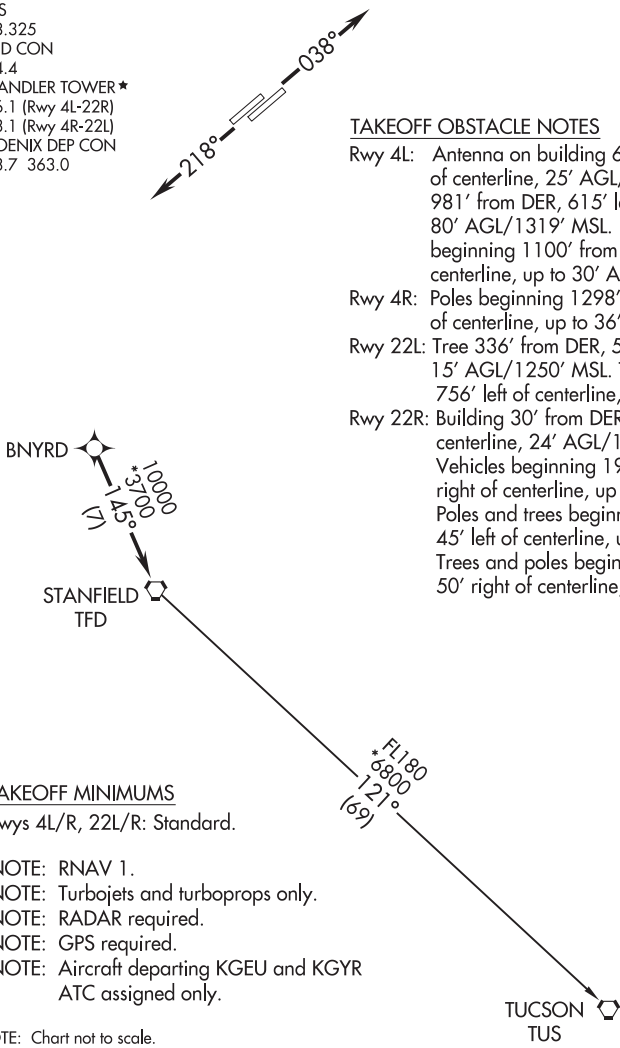 3.325
D CON
4.4
ANDLER TOWER★
6.1 (Rwy 4L-22R)
3.1 (Rwy 4R-22L)
OENIX DEP CON
3.7 363.0
038°
218°
TAKEOFF OBSTACLE NOTES
Rwy 4L: Antenna on building 6
of centerline, 25' AGL/
981' from DER, 615' l
80' AGL/1319' MSL.
beginning 1100' from
centerline, up to 30' A
Rwy 4R: Poles beginning 1298'
of centerline, up to 36'
Rwy 22L: Tree 336' from DER, 5
15' AGL/1250' MSL. T
756' left of centerline,
Rwy 22R: Building 30' from DER
centerline, 24' AGL/1
Vehicles beginning 19
right of centerline, up
Poles and trees beginn
45' left of centerline, u
Trees and poles begin
50' right of centerline,
BNYRD
10000
*3700
145°
(7)
STANFIELD
TFD
FL180
*6800
121°
(69)
AKEOFF MINIMUMS
wys 4L/R, 22L/R: Standard.
NOTE: RNAV 1.
NOTE: Turbojets and turboprops only.
NOTE: RADAR required.
NOTE: GPS required.
NOTE: Aircraft departing KGEU and KGYR
ATC assigned only.
OTE: Chart not to scale.
TUCSON
TUS